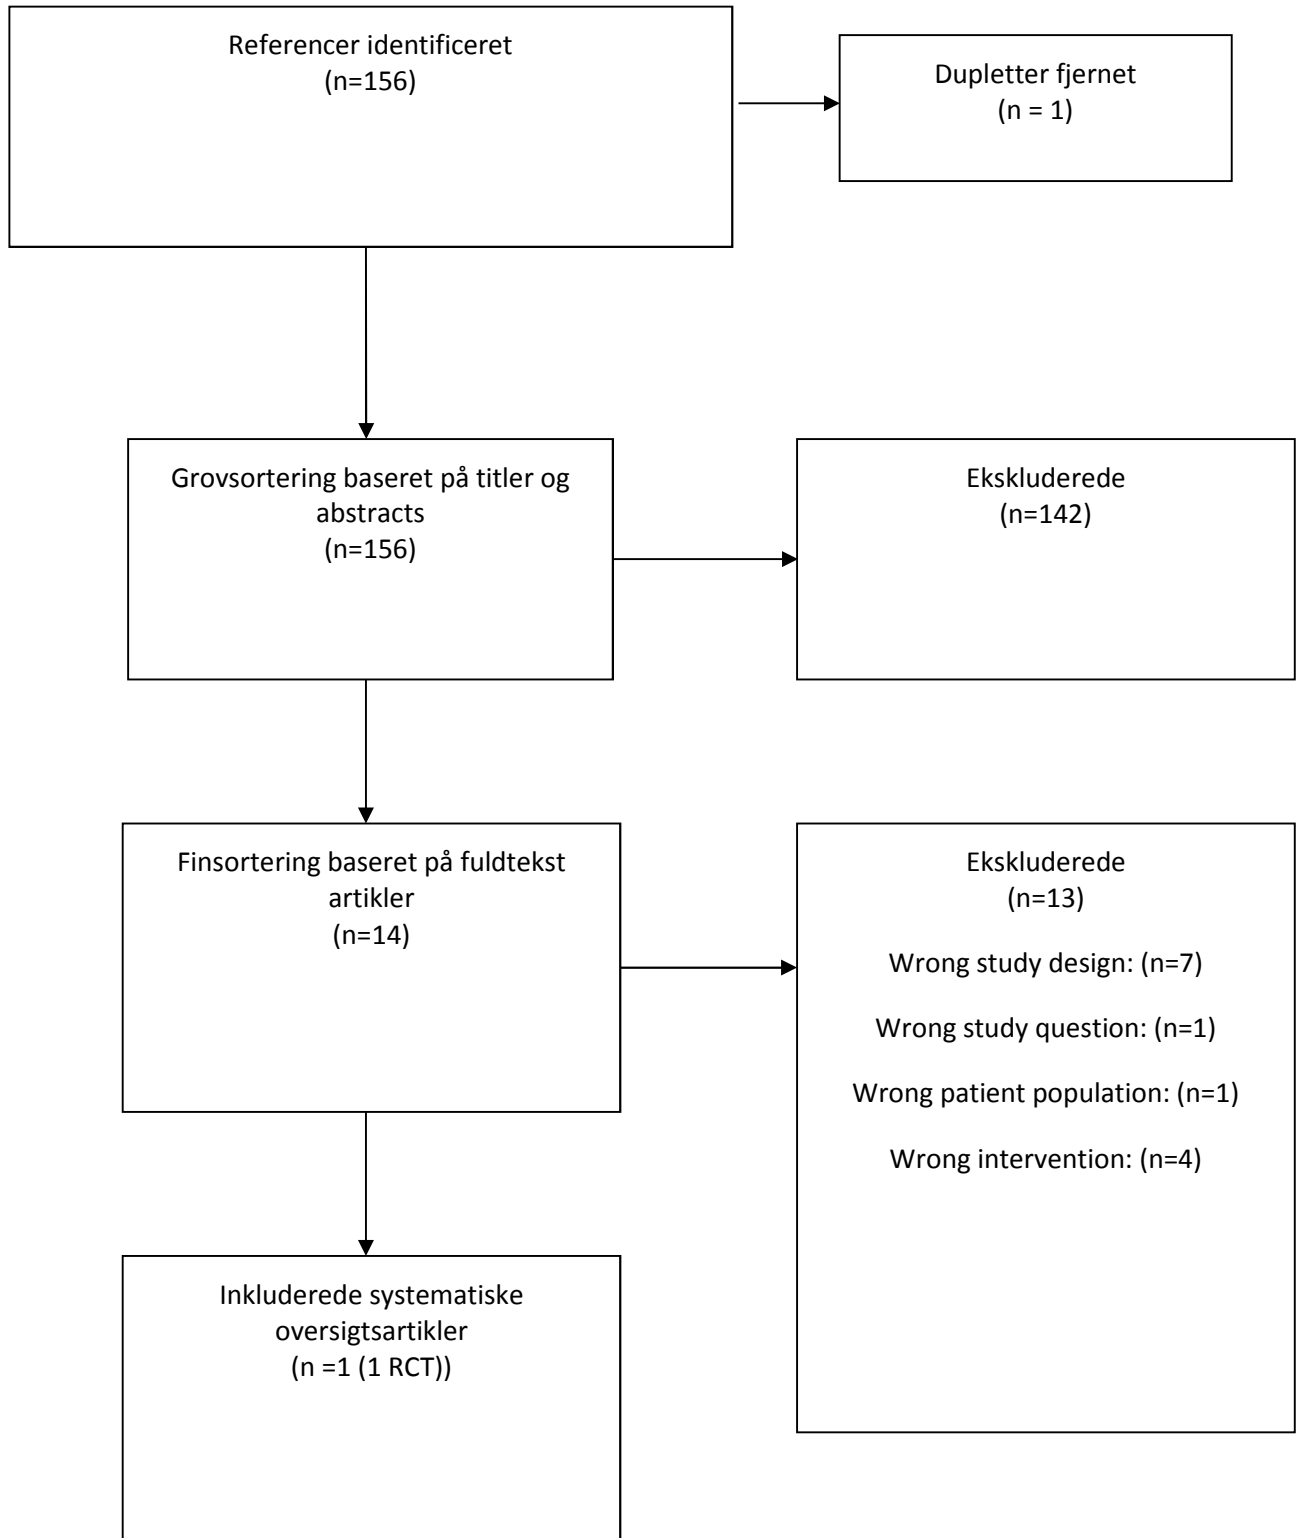 Referencer identificeret
(n=156)
Dupletter fjernet
(n = 1)
Grovsortering baseret på titler og
abstracts
(n=156)
Ekskluderede
(n=142)
Finsortering baseret på fuldtekst
artikler
(n=14)
Ekskluderede
(n=13)
Wrong study design: (n=7)
Wrong study question: (n=1)
Wrong patient population: (n=1)
Wrong intervention: (n=4)
Inkluderede systematiske
oversigtsartikler
(n =1 (1 RCT))